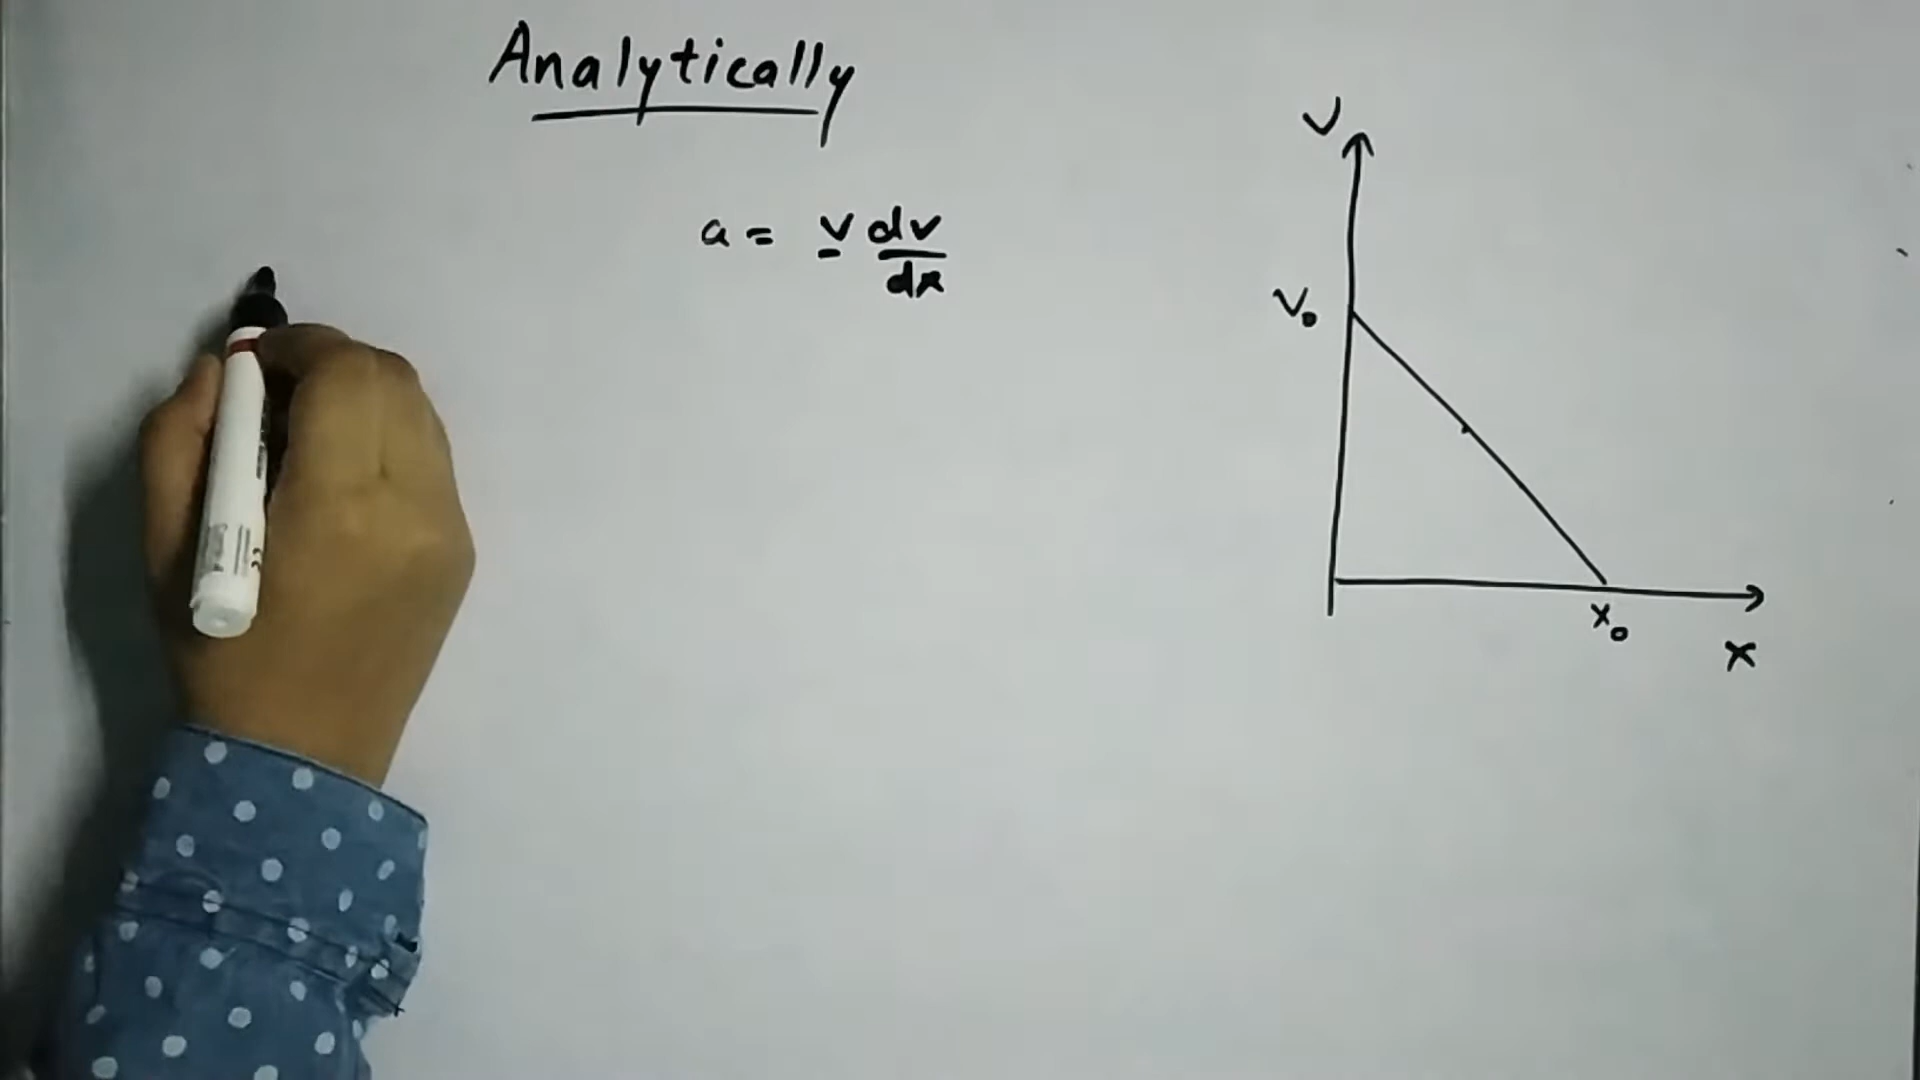 Analytically
a = v dv/dx
v
v₀
x₀
x